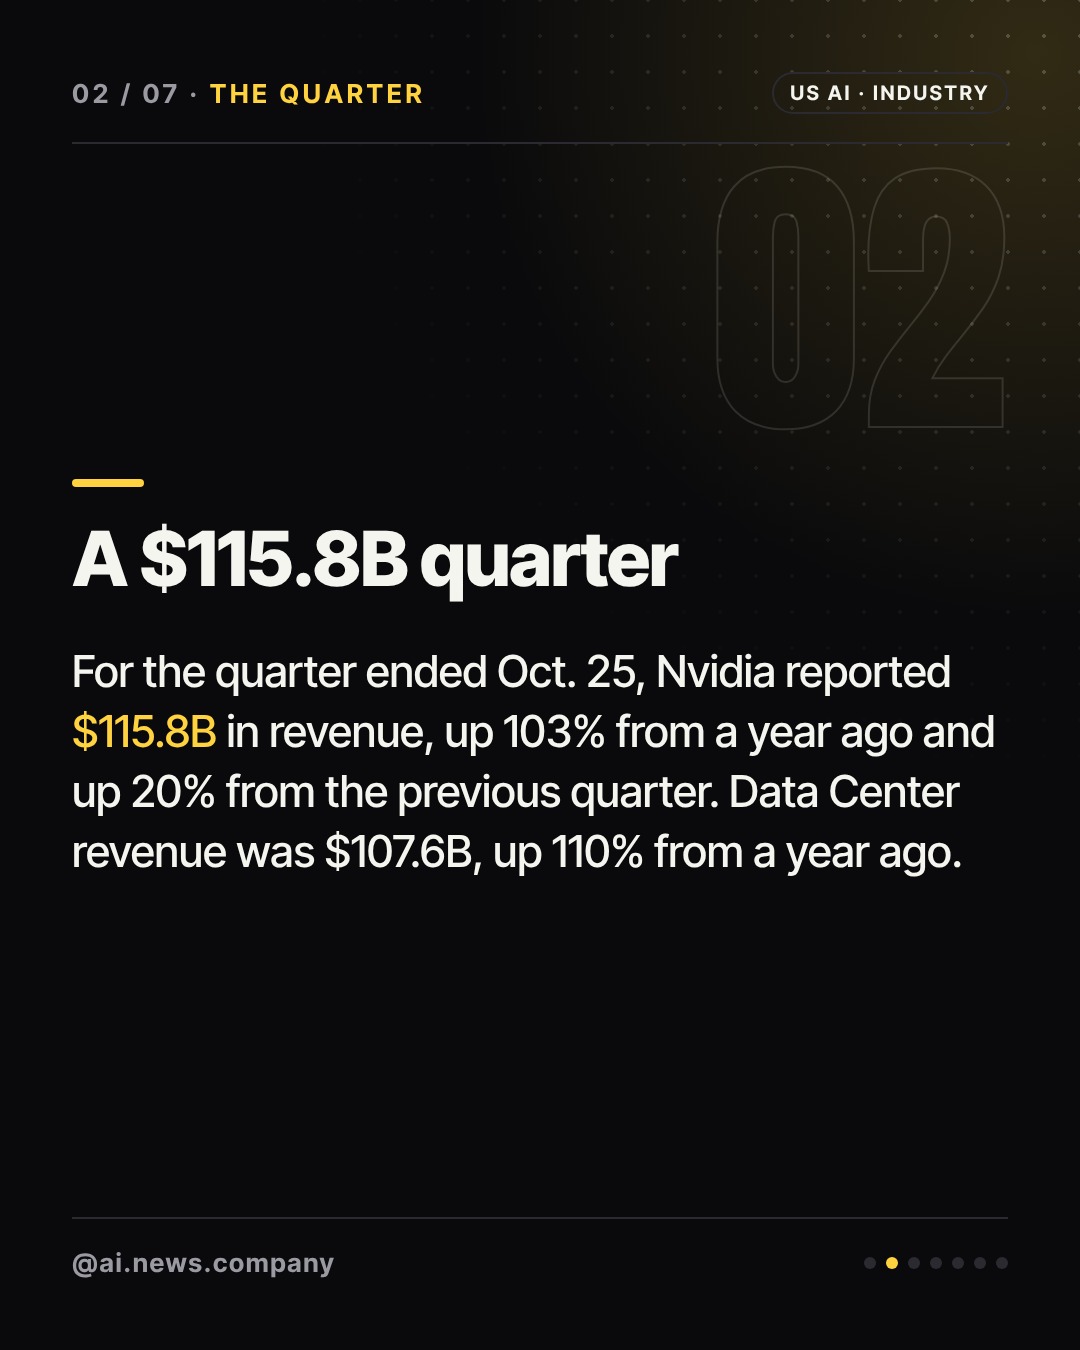 02 / 07 · THE QUARTER
US AI · INDUSTRY
02
A $115.8B quarter
For the quarter ended Oct. 25, Nvidia reported
$115.8B in revenue, up 103% from a year ago and
up 20% from the previous quarter. Data Center
revenue was $107.6B, up 110% from a year ago.
@ai.news.company